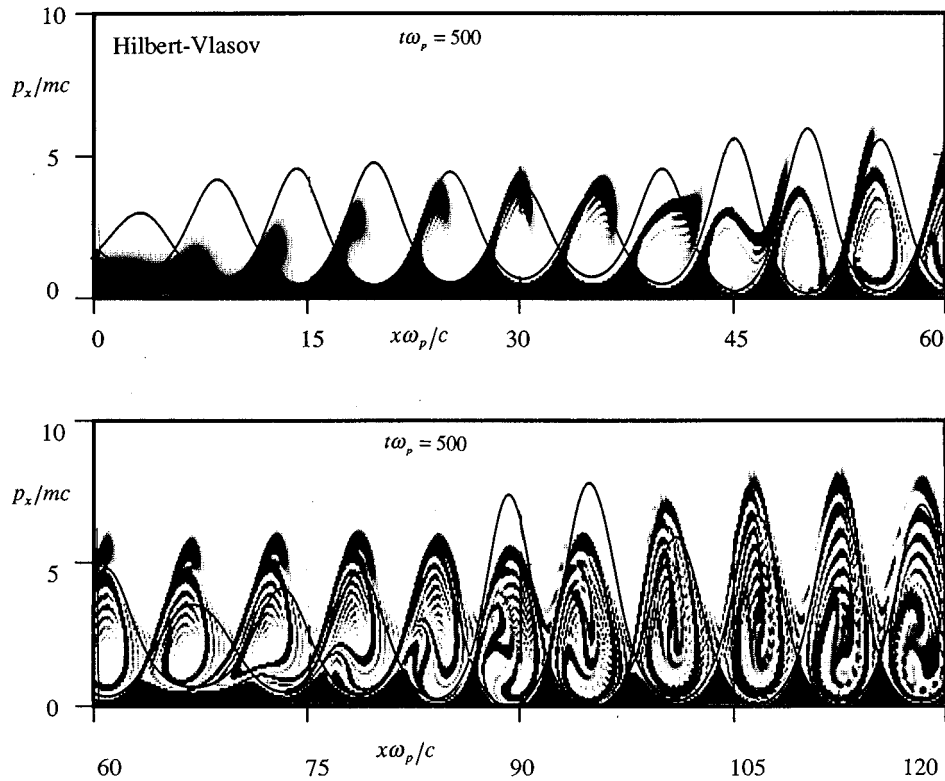 10
Hilbert-Vlasov
tω_p = 500
p_x/mc
5
0
0 15 xω_p/c 30 45 60
10
tω_p = 500
p_x/mc
5
0
60 75 xω_p/c 90 105 120